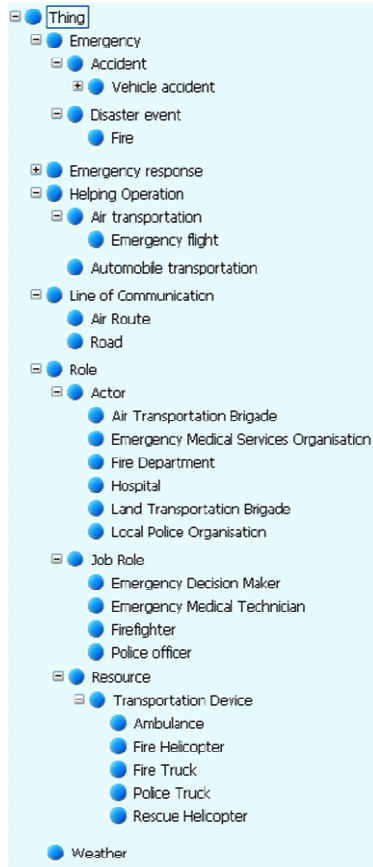 Thing
Emergency
Accident
Vehicle accident
Disaster event
Fire
Emergency response
Helping Operation
Air transportation
Emergency flight
Automobile transportation
Line of Communication
Air Route
Road
Role
Actor
Air Transportation Brigade
Emergency Medical Services Organisation
Fire Department
Hospital
Land Transportation Brigade
Local Police Organisation
Job Role
Emergency Decision Maker
Emergency Medical Technician
Firefighter
Police officer
Resource
Transportation Device
Ambulance
Fire Helicopter
Fire Truck
Police Truck
Rescue Helicopter
Weather